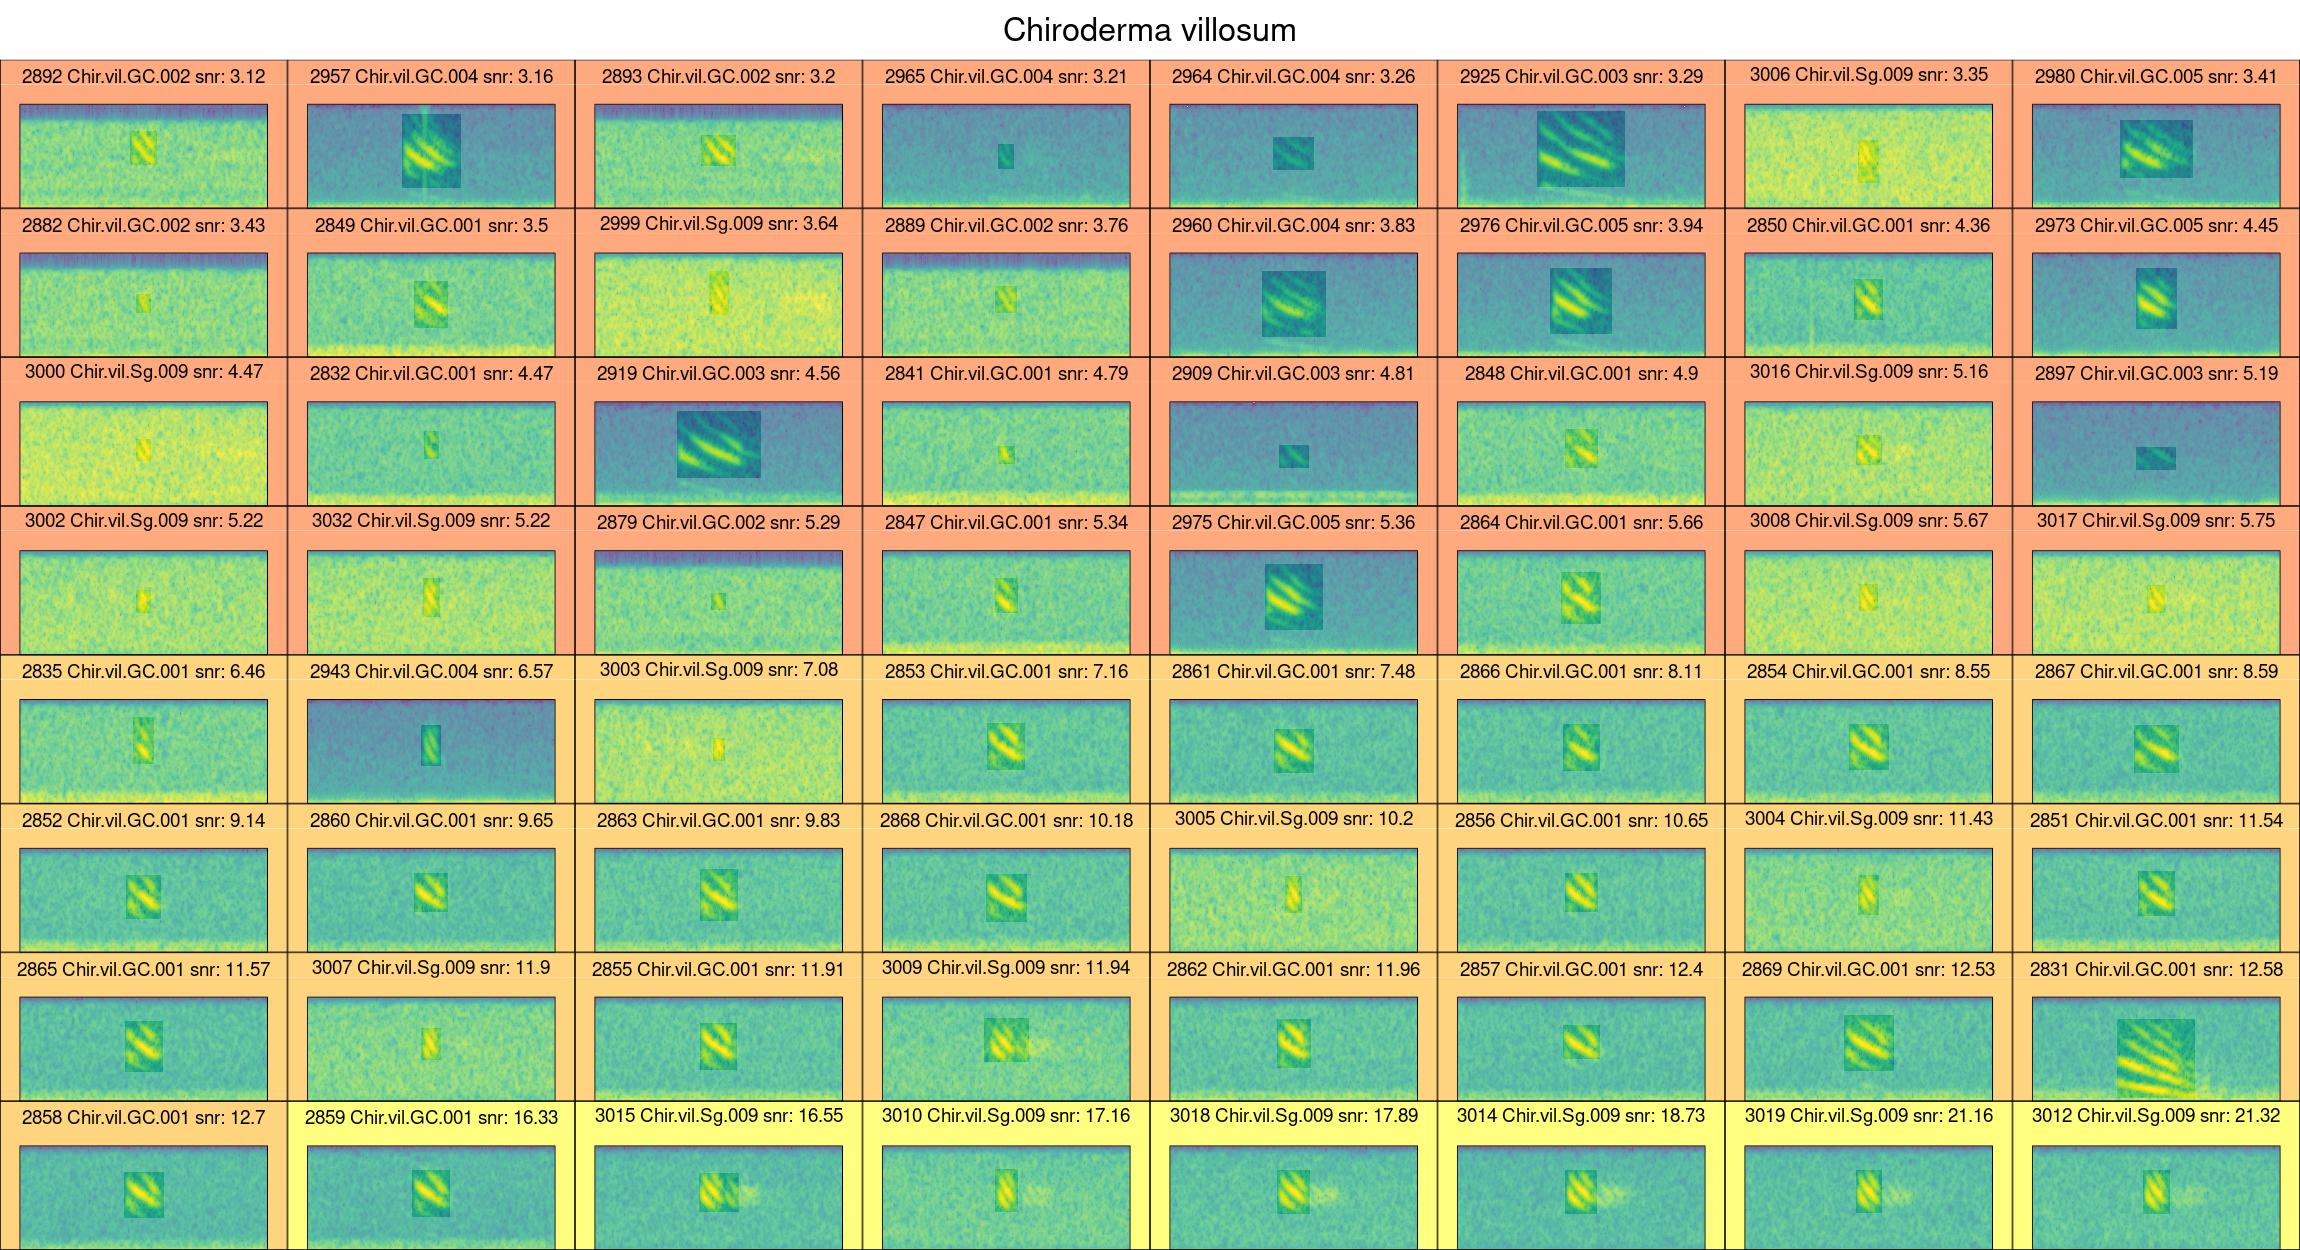 Chiroderma villosum
2892 Chir.vil.GC.002 snr: 3.12
2957 Chir.vil.GC.004 snr: 3.16
2893 Chir.vil.GC.002 snr: 3.2
2965 Chir.vil.GC.004 snr: 3.21
2964 Chir.vil.GC.004 snr: 3.26
2925 Chir.vil.GC.003 snr: 3.29
3006 Chir.vil.Sg.009 snr: 3.35
2980 Chir.vil.GC.005 snr: 3.41
2882 Chir.vil.GC.002 snr: 3.43
2849 Chir.vil.GC.001 snr: 3.5
2999 Chir.vil.Sg.009 snr: 3.64
2889 Chir.vil.GC.002 snr: 3.76
2960 Chir.vil.GC.004 snr: 3.83
2976 Chir.vil.GC.005 snr: 3.94
2850 Chir.vil.GC.001 snr: 4.36
2973 Chir.vil.GC.005 snr: 4.45
3000 Chir.vil.Sg.009 snr: 4.47
2832 Chir.vil.GC.001 snr: 4.47
2919 Chir.vil.GC.003 snr: 4.56
2841 Chir.vil.GC.001 snr: 4.79
2909 Chir.vil.GC.003 snr: 4.81
2848 Chir.vil.GC.001 snr: 4.9
3016 Chir.vil.Sg.009 snr: 5.16
2897 Chir.vil.GC.003 snr: 5.19
3002 Chir.vil.Sg.009 snr: 5.22
3032 Chir.vil.Sg.009 snr: 5.22
2879 Chir.vil.GC.002 snr: 5.29
2847 Chir.vil.GC.001 snr: 5.34
2975 Chir.vil.GC.005 snr: 5.36
2864 Chir.vil.GC.001 snr: 5.66
3008 Chir.vil.Sg.009 snr: 5.67
3017 Chir.vil.Sg.009 snr: 5.75
2835 Chir.vil.GC.001 snr: 6.46
2943 Chir.vil.GC.004 snr: 6.57
3003 Chir.vil.Sg.009 snr: 7.08
2853 Chir.vil.GC.001 snr: 7.16
2861 Chir.vil.GC.001 snr: 7.48
2866 Chir.vil.GC.001 snr: 8.11
2854 Chir.vil.GC.001 snr: 8.55
2867 Chir.vil.GC.001 snr: 8.59
2852 Chir.vil.GC.001 snr: 9.14
2860 Chir.vil.GC.001 snr: 9.65
2863 Chir.vil.GC.001 snr: 9.83
2868 Chir.vil.GC.001 snr: 10.18
3005 Chir.vil.Sg.009 snr: 10.2
2856 Chir.vil.GC.001 snr: 10.65
3004 Chir.vil.Sg.009 snr: 11.43
2851 Chir.vil.GC.001 snr: 11.54
2865 Chir.vil.GC.001 snr: 11.57
3007 Chir.vil.Sg.009 snr: 11.9
2855 Chir.vil.GC.001 snr: 11.91
3009 Chir.vil.Sg.009 snr: 11.94
2862 Chir.vil.GC.001 snr: 11.96
2857 Chir.vil.GC.001 snr: 12.4
2869 Chir.vil.GC.001 snr: 12.53
2831 Chir.vil.GC.001 snr: 12.58
2858 Chir.vil.GC.001 snr: 12.7
2859 Chir.vil.GC.001 snr: 16.33
3015 Chir.vil.Sg.009 snr: 16.55
3010 Chir.vil.Sg.009 snr: 17.16
3018 Chir.vil.Sg.009 snr: 17.89
3014 Chir.vil.Sg.009 snr: 18.73
3019 Chir.vil.Sg.009 snr: 21.16
3012 Chir.vil.Sg.009 snr: 21.32